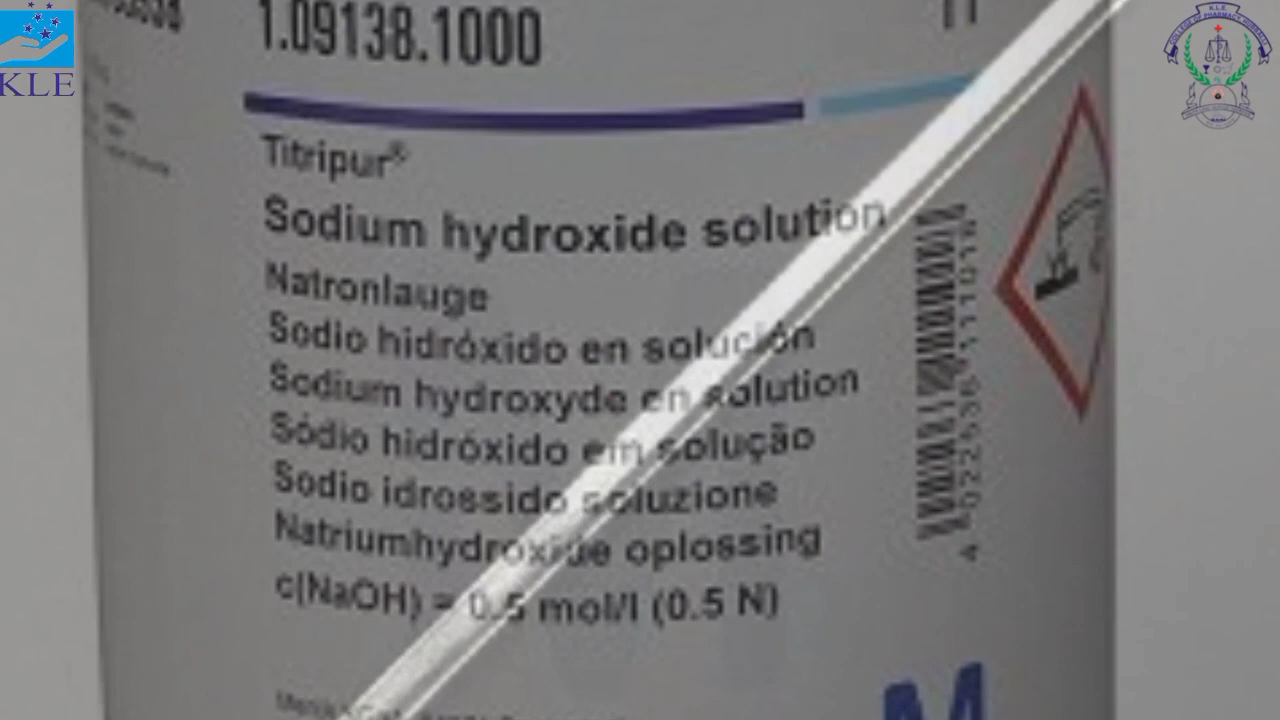 KLE
1.09138.1000
Titripur®
Sodium hydroxide solution
Natronlauge
Sodio hidróxido en solución
Sodium hydroxyde en solution
Sódio hidróxido em solução
Sodio idrossido soluzione
Natriumhydroxide oplossing
c(NaOH) = 0.5 mol/l (0.5 N)
M